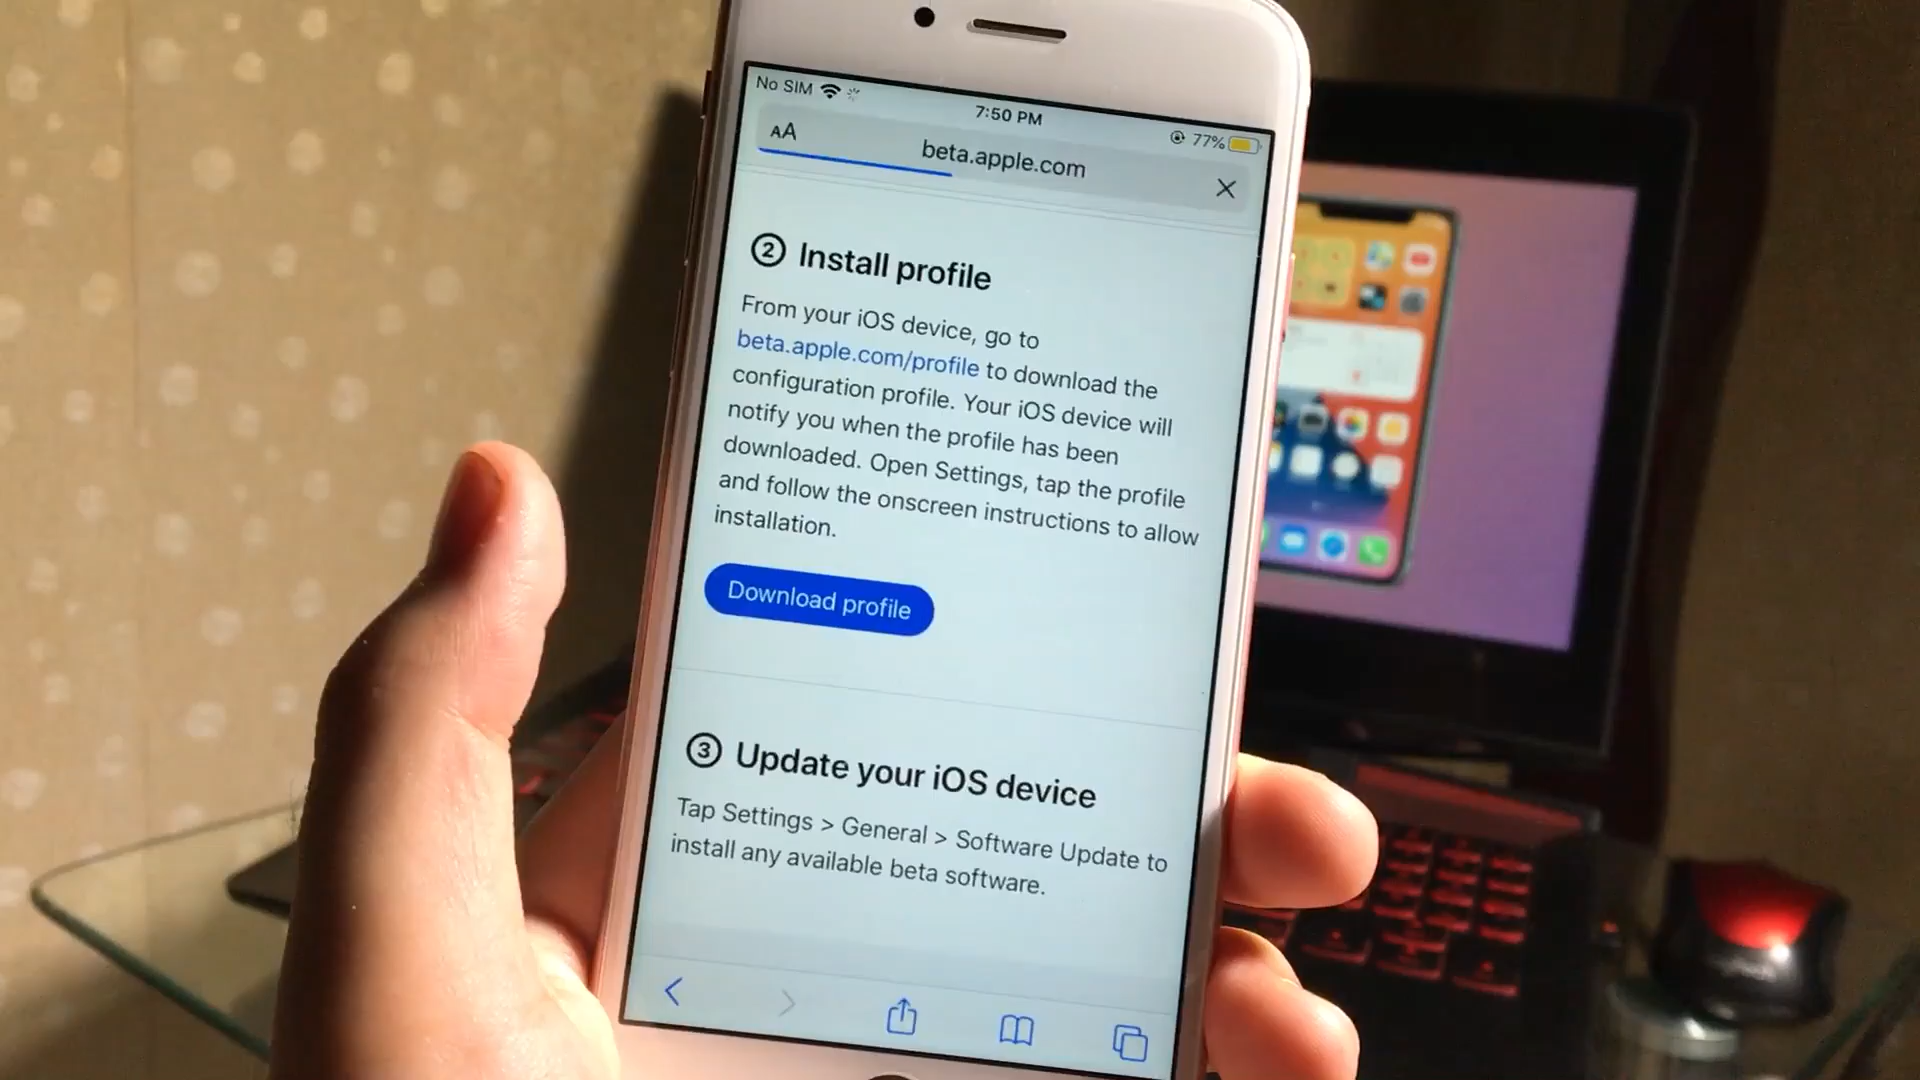 No SIM
7:50 PM
77%
AA
beta.apple.com
2 Install profile
From your iOS device, go to
beta.apple.com/profile to download the
configuration profile. Your iOS device will
notify you when the profile has been
downloaded. Open Settings, tap the profile
and follow the onscreen instructions to allow
installation.
Download profile
3 Update your iOS device
Tap Settings > General > Software Update to
install any available beta software.